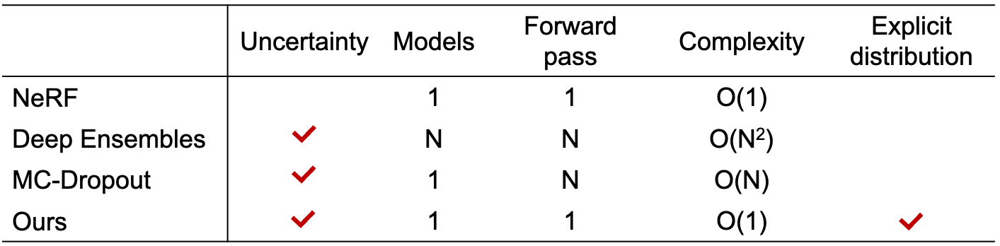 Uncertainty Models Forward pass Complexity Explicit distribution
NeRF 1 1 O(1)
Deep Ensembles ✓ N N O(N²)
MC-Dropout ✓ 1 N O(N)
Ours ✓ 1 1 O(1) ✓